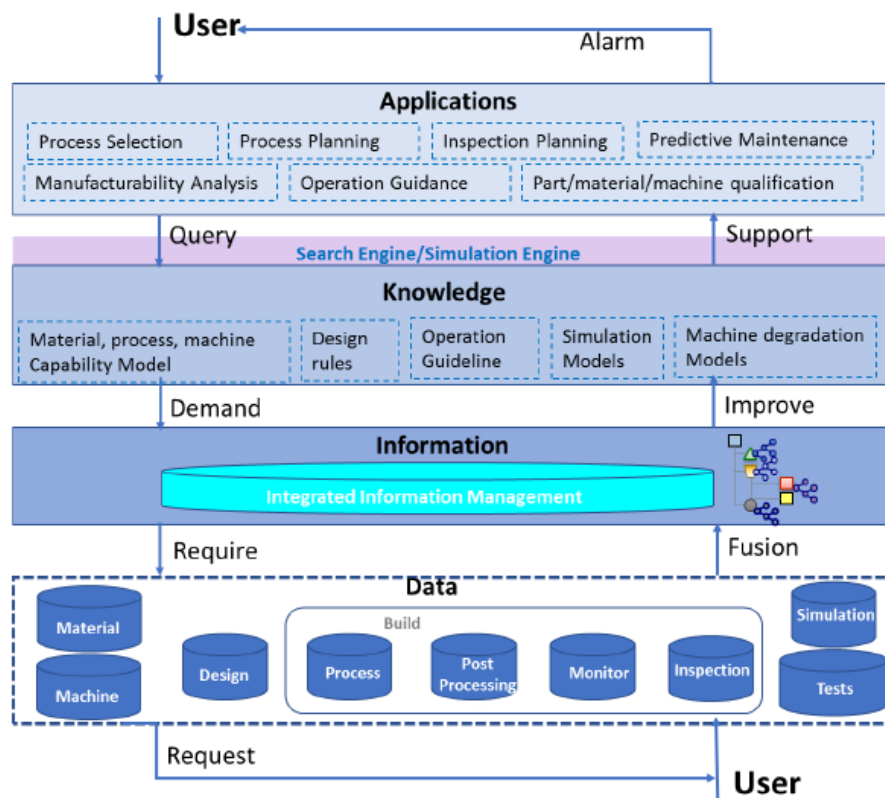 User
Alarm
Applications
Process Selection
Process Planning
Inspection Planning
Predictive Maintenance
Manufacturability Analysis
Operation Guidance
Part/material/machine qualification
Query
Support
Search Engine/Simulation Engine
Knowledge
Material, process, machine
Capability Model
Design
rules
Operation
Guideline
Simulation
Models
Machine degradation
Models
Demand
Improve
Information
Integrated Information Management
Require
Fusion
Data
Material
Machine
Design
Build
Process
Post
Processing
Monitor
Inspection
Simulation
Tests
Request
User